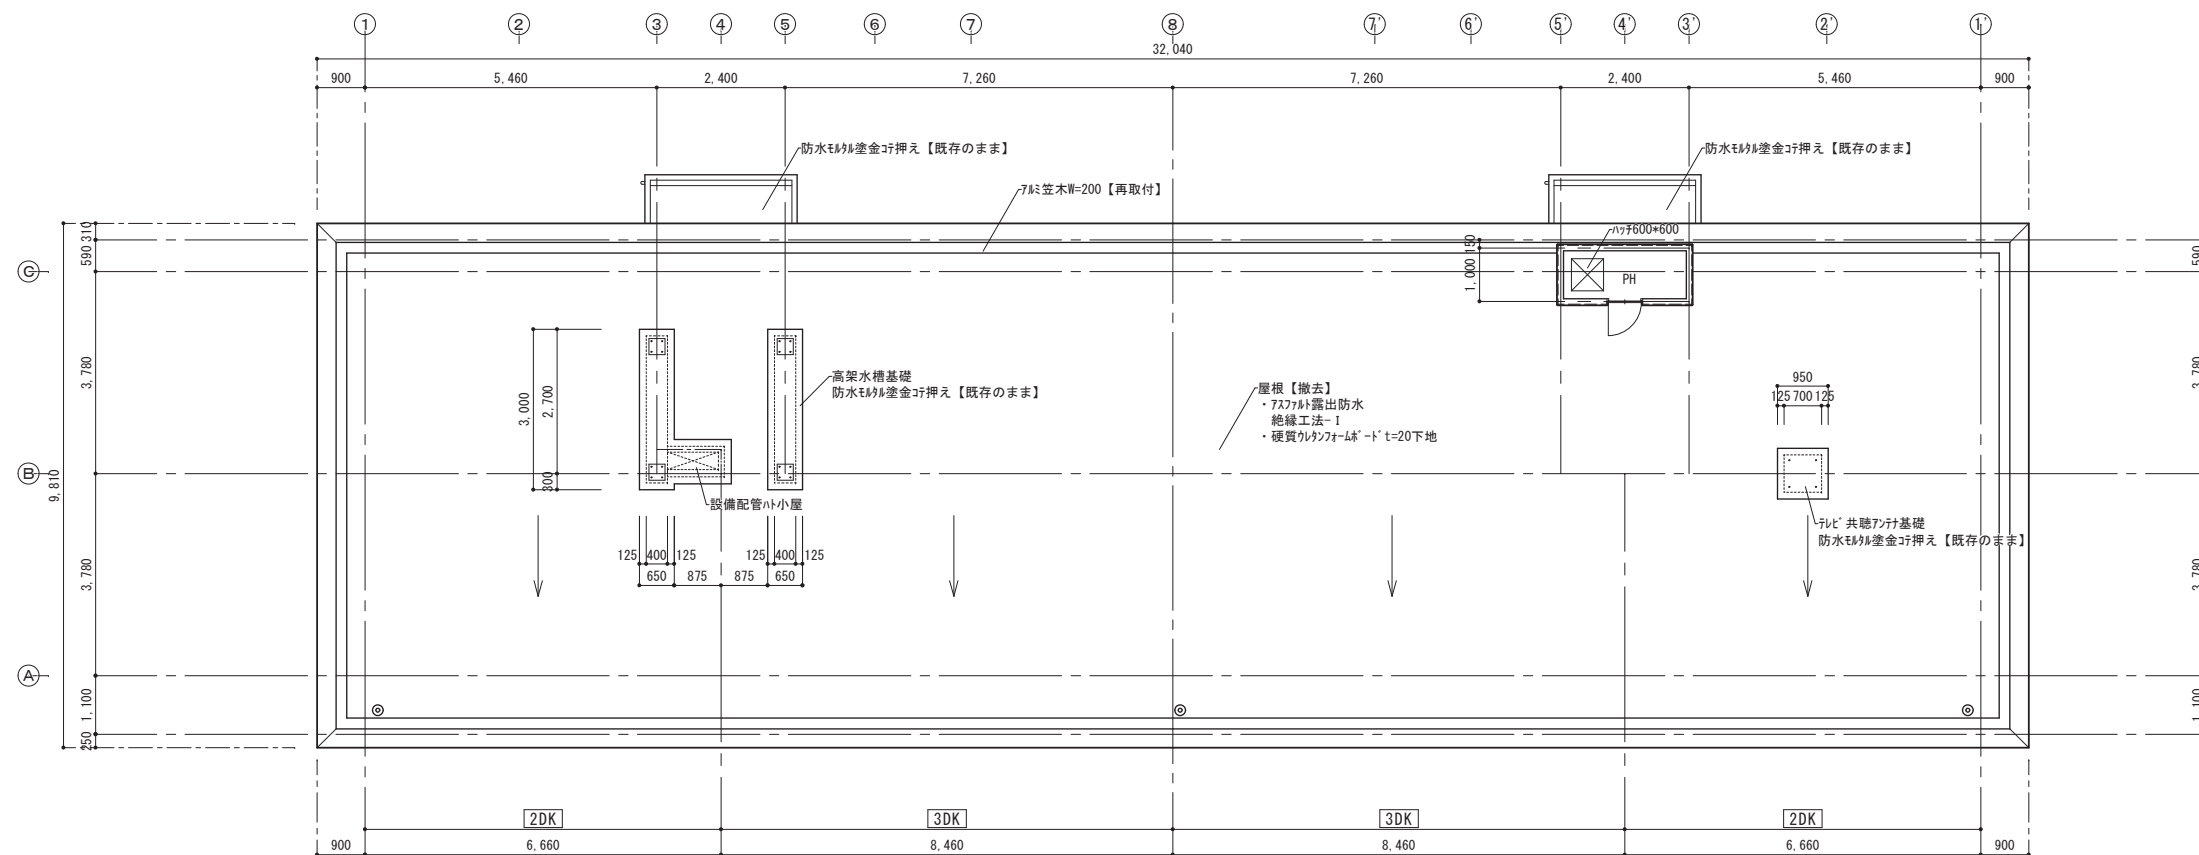 ① ② ③ ④ ⑤ ⑥ ⑦ ⑧ ⑦' ⑥' ⑤' ④' ③' ②' ①'
32,040
900 5,460 2,400 7,260 7,260 2,400 5,460 900
防水ﾓﾙﾀﾙ塗金ｺﾃ押え【既存のまま】
防水ﾓﾙﾀﾙ塗金ｺﾃ押え【既存のまま】
ｱﾙﾐ笠木W=200【再取付】
310
590
3,780
3,780
1,100
250
9,810
Ⓒ
Ⓑ
Ⓐ
ﾊｯﾁ600*600
150
1,000
PH
3,000
2,700
300
高架水槽基礎
防水ﾓﾙﾀﾙ塗金ｺﾃ押え【既存のまま】
屋根【撤去】
・ｱｽﾌｧﾙﾄ露出防水
絶縁工法-Ⅰ
・硬質ｳﾚﾀﾝﾌｫｰﾑﾎﾞｰﾄﾞt=20下地
950
125 700 125
設備配管ﾊﾄ小屋
ﾃﾚﾋﾞ共聴ｱﾝﾃﾅ基礎
防水ﾓﾙﾀﾙ塗金ｺﾃ押え【既存のまま】
125 400 125 125 400 125
650 875 875 650
590
3,780
3,780
1,100
2DK 3DK 3DK 2DK
900 6,660 8,460 8,460 6,660 900